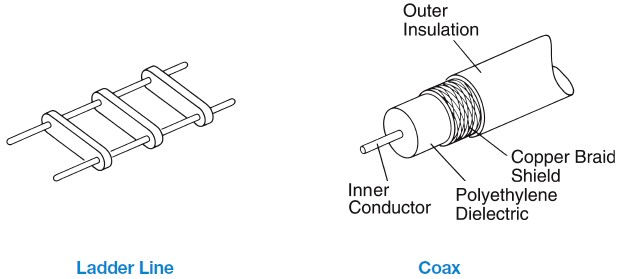 Outer
Insulation
Copper Braid
Shield
Inner
Conductor
Polyethylene
Dielectric
Ladder Line
Coax